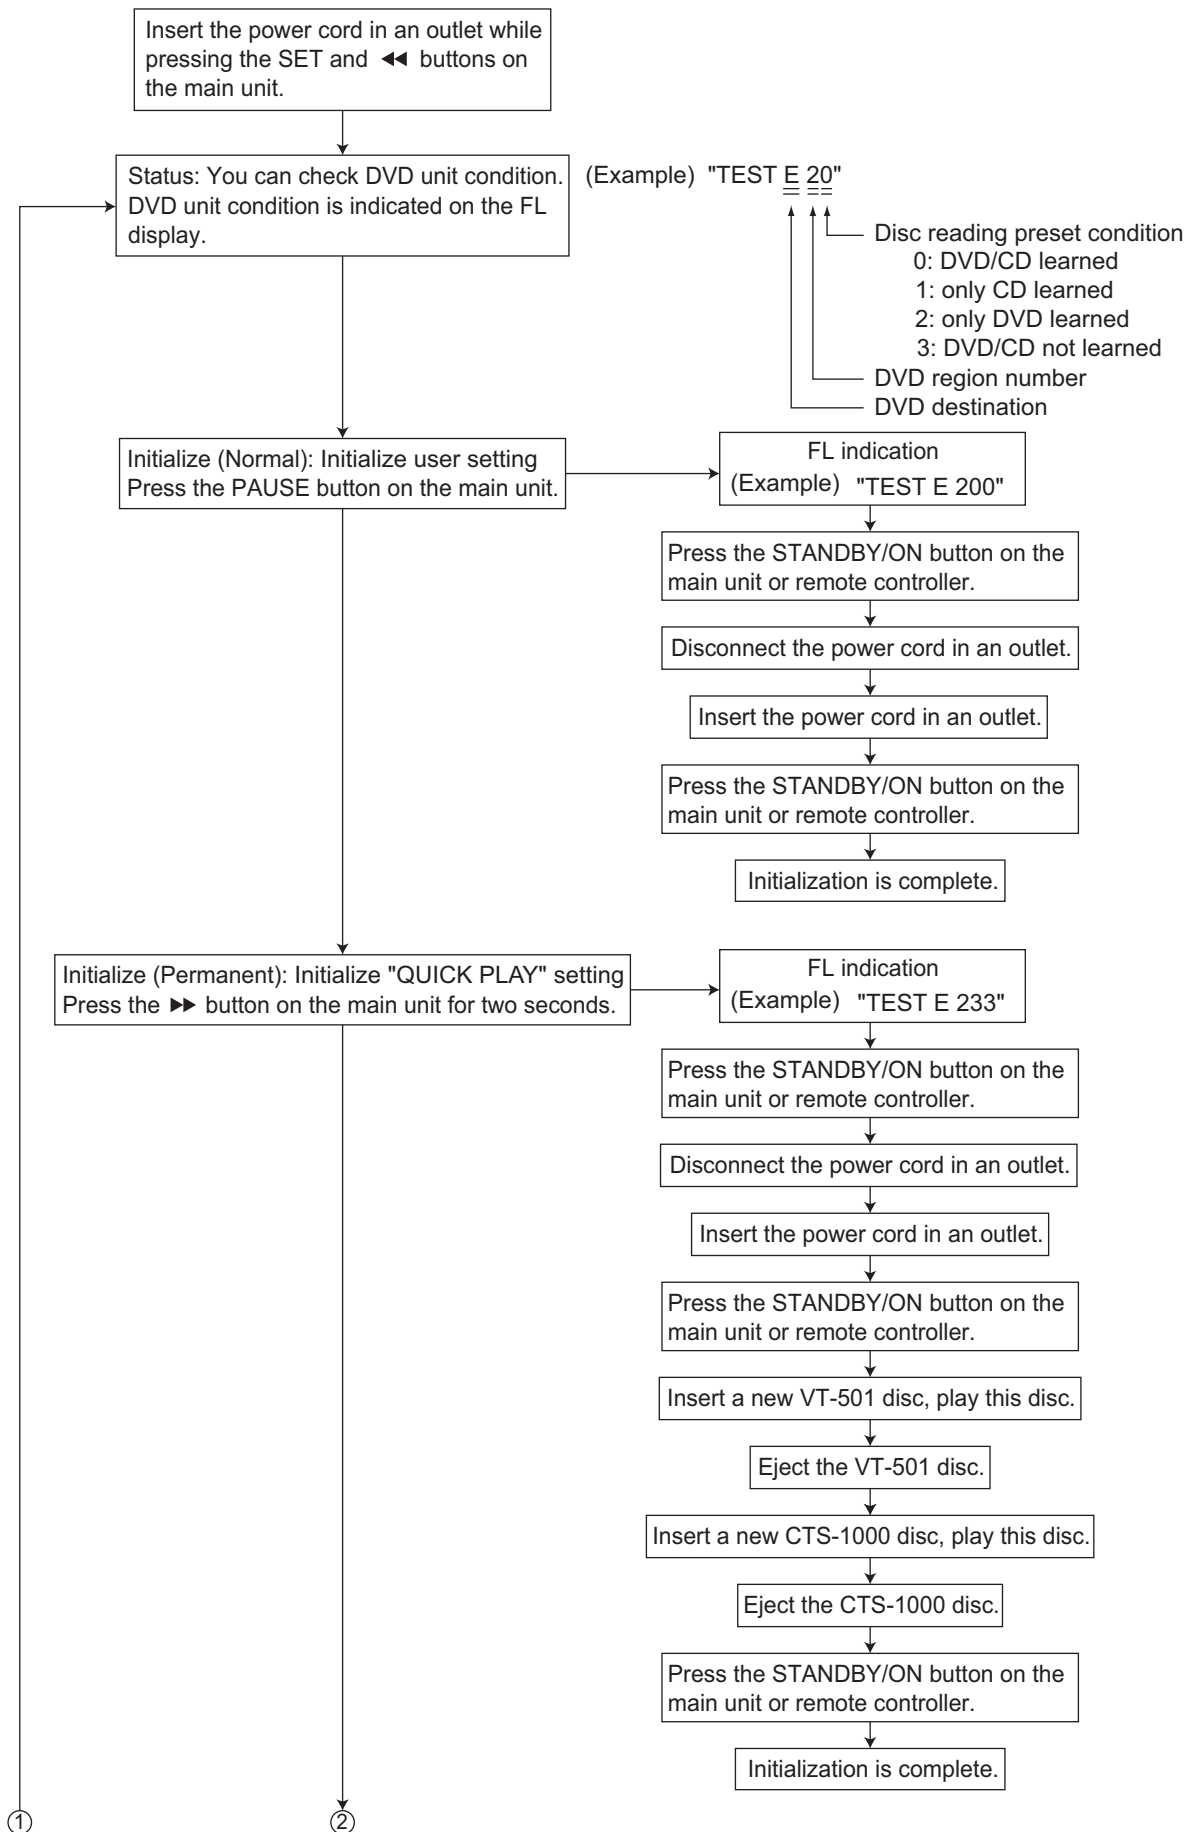 Insert the power cord in an outlet while
pressing the SET and ◀◀ buttons on
the main unit.
Status: You can check DVD unit condition.
DVD unit condition is indicated on the FL
display.
(Example) "TEST E 20"
Disc reading preset condition
0: DVD/CD learned
1: only CD learned
2: only DVD learned
3: DVD/CD not learned
DVD region number
DVD destination
Initialize (Normal): Initialize user setting
Press the PAUSE button on the main unit.
FL indication
(Example) "TEST E 200"
Press the STANDBY/ON button on the
main unit or remote controller.
Disconnect the power cord in an outlet.
Insert the power cord in an outlet.
Press the STANDBY/ON button on the
main unit or remote controller.
Initialization is complete.
Initialize (Permanent): Initialize "QUICK PLAY" setting
Press the ▶▶ button on the main unit for two seconds.
FL indication
(Example) "TEST E 233"
Press the STANDBY/ON button on the
main unit or remote controller.
Disconnect the power cord in an outlet.
Insert the power cord in an outlet.
Press the STANDBY/ON button on the
main unit or remote controller.
Insert a new VT-501 disc, play this disc.
Eject the VT-501 disc.
Insert a new CTS-1000 disc, play this disc.
Eject the CTS-1000 disc.
Press the STANDBY/ON button on the
main unit or remote controller.
Initialization is complete.
① ②